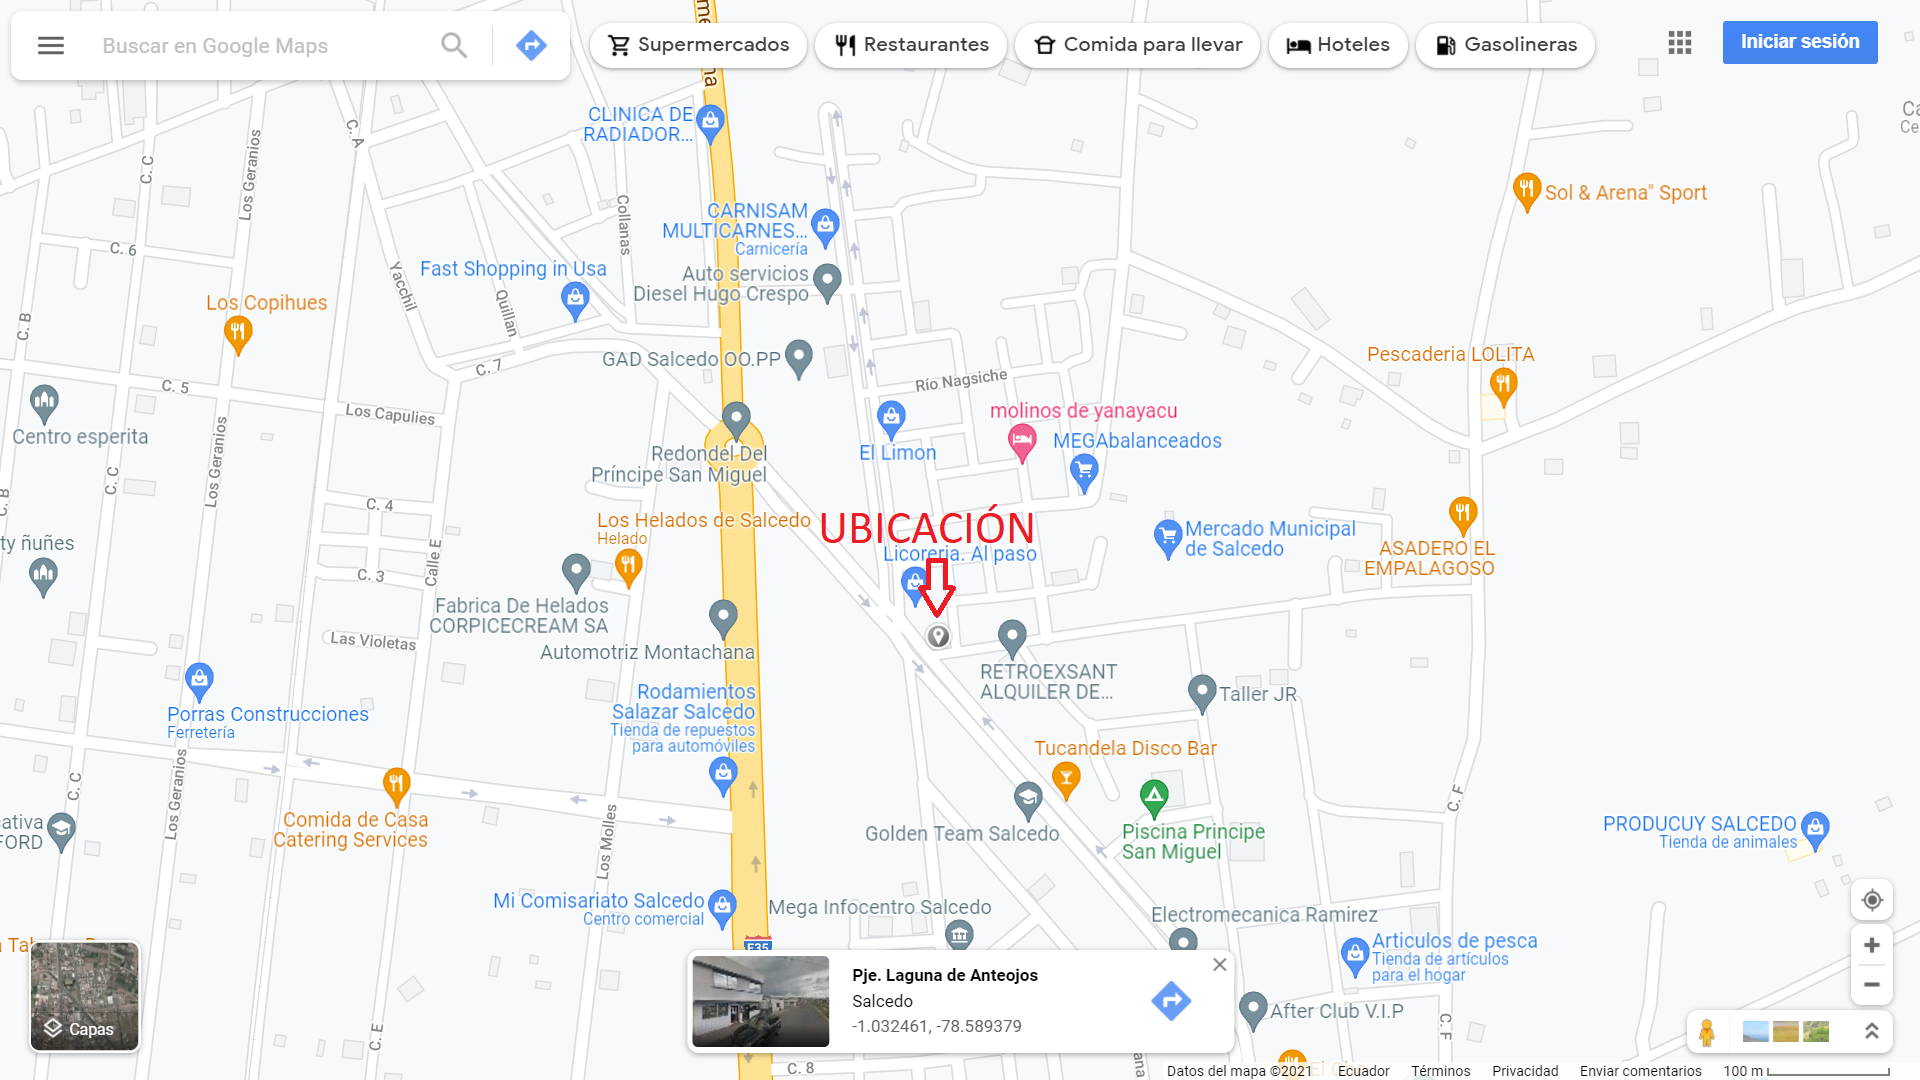 Buscar en Google Maps
Supermercados
Restaurantes
Comida para llevar
Hoteles
Gasolineras
Iniciar sesión
CLINICA DE
RADIADOR...
C. A
C. C
Los Geranios
Collanas
CARNISAM
MULTICARNES...
Carnicería
Sol & Arena" Sport
C. 6
Fast Shopping in Usa
Auto servicios
Diesel Hugo Crespo
Yacchil
Quillan
Los Copihues
C. B
GAD Salcedo OO.PP
Pescaderia LOLITA
C. 7
C. 5
Río Nagsiche
Los Capulies
molinos de yanayacu
Centro esperita
Los Geranios
El Limon
MEGAbalanceados
Redondel Del
Príncipe San Miguel
C. C
C. 4
Los Helados de Salcedo
Helado
UBICACIÓN
Licoreria. Al paso
Mercado Municipal
de Salcedo
ASADERO EL
EMPALAGOSO
ty ñuñes
Calle E
C. 3
Fabrica De Helados
CORPICECREAM SA
Las Violetas
Automotriz Montachana
RETROEXSANT
ALQUILER DE...
Taller JR
Rodamientos
Salazar Salcedo
Tienda de repuestos
para automóviles
Porras Construcciones
Ferretería
Tucandela Disco Bar
C. C
Los Geranios
C. F
Comida de Casa
Catering Services
cativa
FORD
Los Molles
Golden Team Salcedo
Piscina Principe
San Miguel
PRODUCUY SALCEDO
Tienda de animales
Mi Comisariato Salcedo
Centro comercial
Mega Infocentro Salcedo
Electromecanica Ramirez
E35
Articulos de pesca
Tienda de artículos
para el hogar
Pje. Laguna de Anteojos
Salcedo
-1.032461, -78.589379
After Club V.I.P
Capas
C. E
C. F
C. 8
Datos del mapa ©2021
Ecuador
Términos
Privacidad
Enviar comentarios
100 m